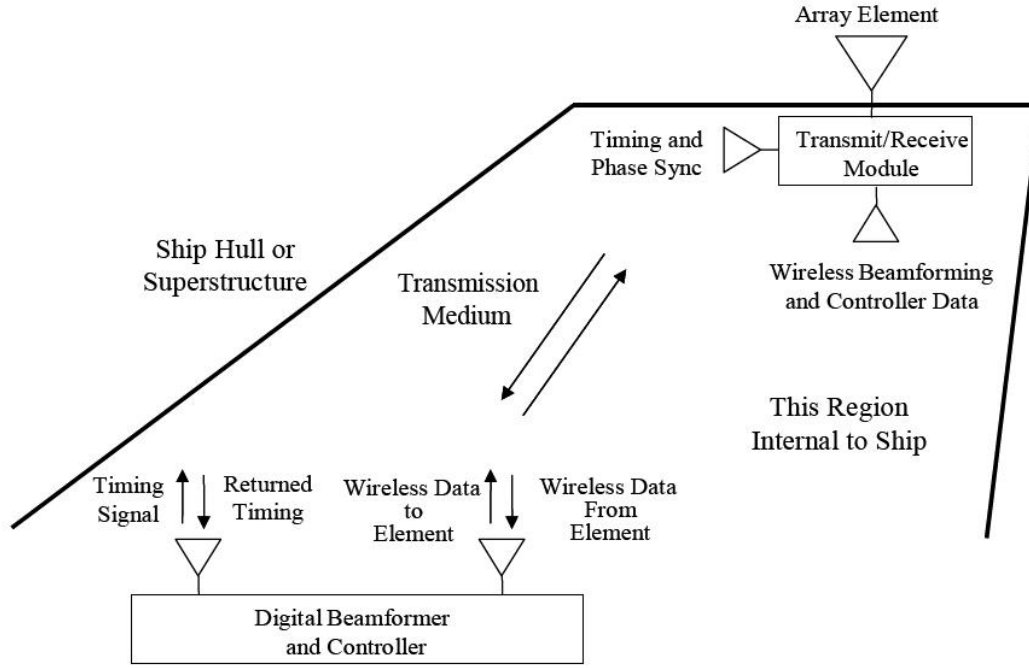 Array Element
Timing and
Phase Sync
Transmit/Receive
Module
Ship Hull or
Superstructure
Transmission
Medium
Wireless Beamforming
and Controller Data
This Region
Internal to Ship
Timing
Signal
Returned
Timing
Wireless Data
to
Element
Wireless Data
From
Element
Digital Beamformer
and Controller